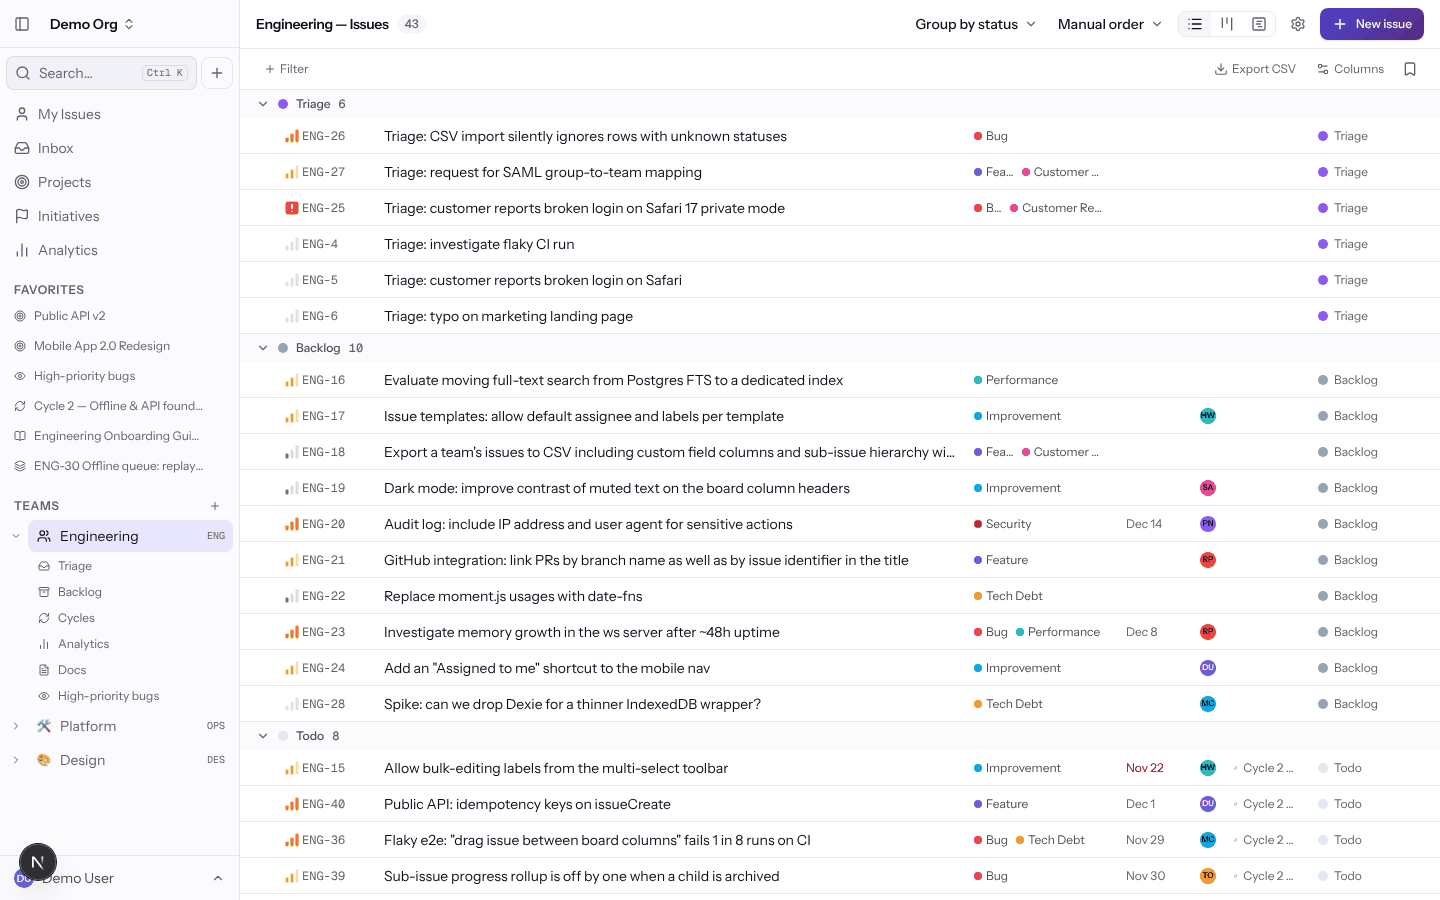 Demo Org
Engineering — Issues 43
Group by status
Manual order
New issue
Search... Ctrl K
Filter
Export CSV
Columns
My Issues
Inbox
Projects
Initiatives
Analytics
FAVORITES
Public API v2
Mobile App 2.0 Redesign
High-priority bugs
Cycle 2 — Offline & API found...
Engineering Onboarding Gui...
ENG-30 Offline queue: replay...
TEAMS
Engineering ENG
Triage
Backlog
Cycles
Analytics
Docs
High-priority bugs
Platform OPS
Design DES
N
Demo User
Triage 6
ENG-26 Triage: CSV import silently ignores rows with unknown statuses Bug Triage
ENG-27 Triage: request for SAML group-to-team mapping Fea... Customer ... Triage
ENG-25 Triage: customer reports broken login on Safari 17 private mode B... Customer Re... Triage
ENG-4 Triage: investigate flaky CI run Triage
ENG-5 Triage: customer reports broken login on Safari Triage
ENG-6 Triage: typo on marketing landing page Triage
Backlog 10
ENG-16 Evaluate moving full-text search from Postgres FTS to a dedicated index Performance Backlog
ENG-17 Issue templates: allow default assignee and labels per template Improvement HW Backlog
ENG-18 Export a team's issues to CSV including custom field columns and sub-issue hierarchy wi... Fea... Customer ... Backlog
ENG-19 Dark mode: improve contrast of muted text on the board column headers Improvement SA Backlog
ENG-20 Audit log: include IP address and user agent for sensitive actions Security Dec 14 PN Backlog
ENG-21 GitHub integration: link PRs by branch name as well as by issue identifier in the title Feature RP Backlog
ENG-22 Replace moment.js usages with date-fns Tech Debt Backlog
ENG-23 Investigate memory growth in the ws server after ~48h uptime Bug Performance Dec 8 RP Backlog
ENG-24 Add an "Assigned to me" shortcut to the mobile nav Improvement DU Backlog
ENG-28 Spike: can we drop Dexie for a thinner IndexedDB wrapper? Tech Debt MC Backlog
Todo 8
ENG-15 Allow bulk-editing labels from the multi-select toolbar Improvement Nov 22 HW Cycle 2 ... Todo
ENG-40 Public API: idempotency keys on issueCreate Feature Dec 1 DU Cycle 2 ... Todo
ENG-36 Flaky e2e: "drag issue between board columns" fails 1 in 8 runs on CI Bug Tech Debt Nov 29 MC Cycle 2 ... Todo
ENG-39 Sub-issue progress rollup is off by one when a child is archived Bug Nov 30 TO Cycle 2 ... Todo